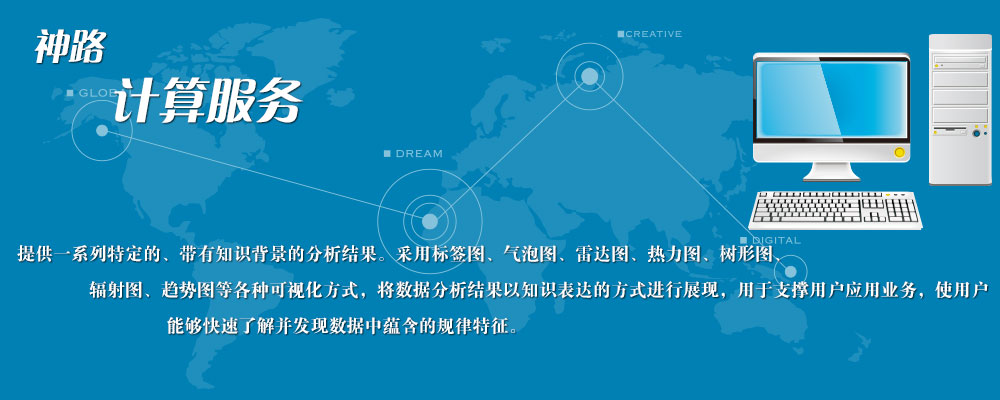 神路
计算服务
CREATIVE
GLOBAL
DREAM
DIGITAL
提供一系列特定的、带有知识背景的分析结果。采用标签图、气泡图、雷达图、热力图、树形图、
辐射图、趋势图等各种可视化方式，将数据分析结果以知识表达的方式进行展现，用于支撑用户应用业务，使用户
能够快速了解并发现数据中蕴含的规律特征。